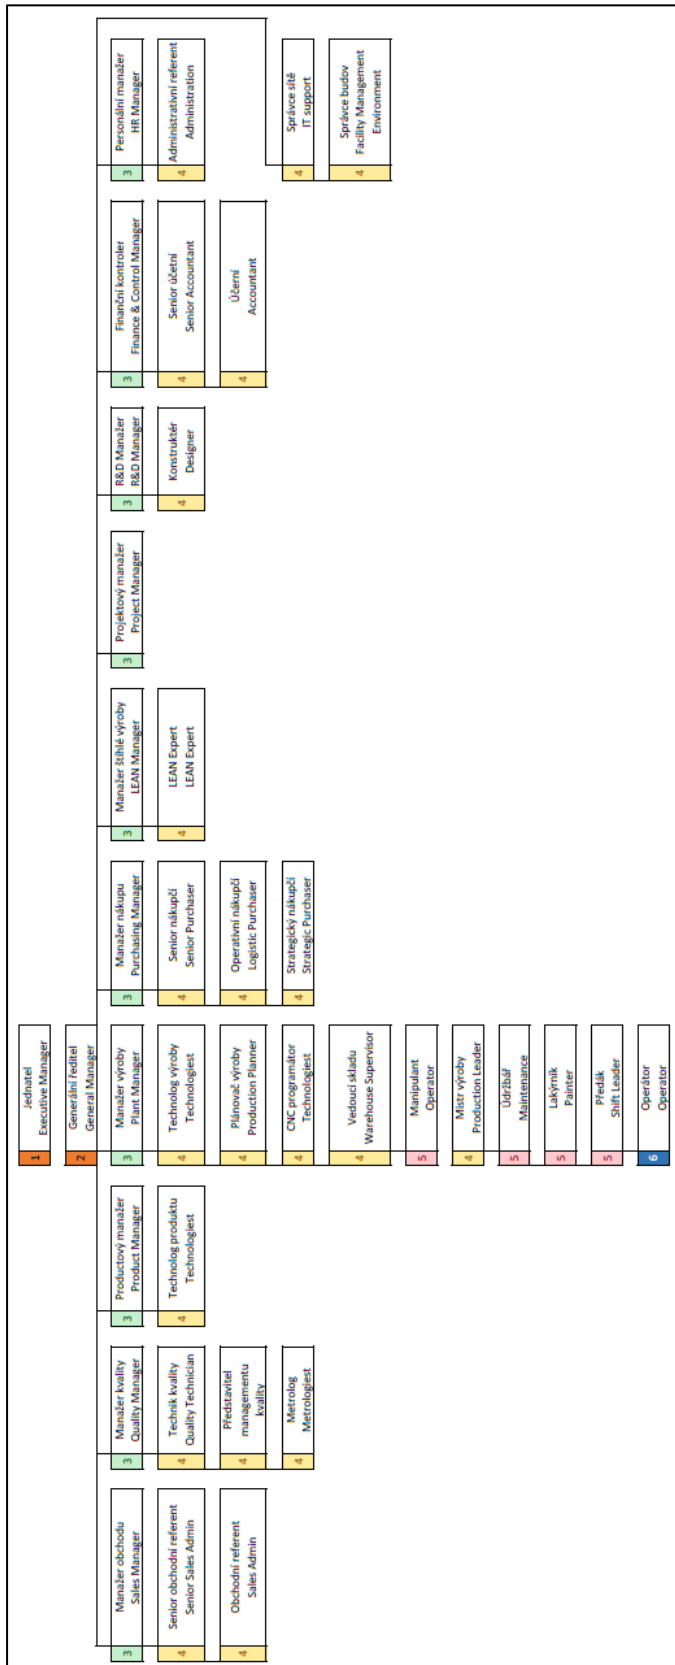 1
Jednatel
Executive Manager
2
Generální ředitel
General Manager
3
Manažer obchodu
Sales Manager
4
Senior obchodní referent
Senior Sales Admin
4
Obchodní referent
Sales Admin
3
Manažer kvality
Quality Manager
4
Technik kvality
Quality Technician
4
Představitel
managementu
kvality
4
Metrolog
Metrologiest
3
Productový manažer
Product Manager
4
Technolog produktu
Technologiest
3
Manažer výroby
Plant Manager
4
Technolog výroby
Technologiest
4
Plánovač výroby
Production Planner
4
CNC programátor
Technologiest
4
Vedoucí skladu
Warehouse Supervisor
5
Manipulant
Operator
4
Mistr výroby
Production Leader
5
Údržbář
Maintenance
5
Lakýrnik
Painter
5
Předák
Shift Leader
6
Operátor
Operator
3
Manažer nákupu
Purchasing Manager
4
Senior nákupčí
Senior Purchaser
4
Operativní nákupčí
Logistic Purchaser
4
Strategický nákupčí
Strategic Purchaser
3
Manažer štíhlé výroby
LEAN Manager
4
LEAN Expert
LEAN Expert
3
Projektový manažer
Project Manager
3
R&D Manažer
R&D Manager
4
Konstruktér
Designer
3
Finanční kontroler
Finance & Control Manager
4
Senior účetní
Senior Accountant
4
Účerní
Accountant
3
Personální manažer
HR Manager
4
Administrativní referent
Administration
4
Správce sítě
IT support
4
Správce budov
Facility Management
Environment